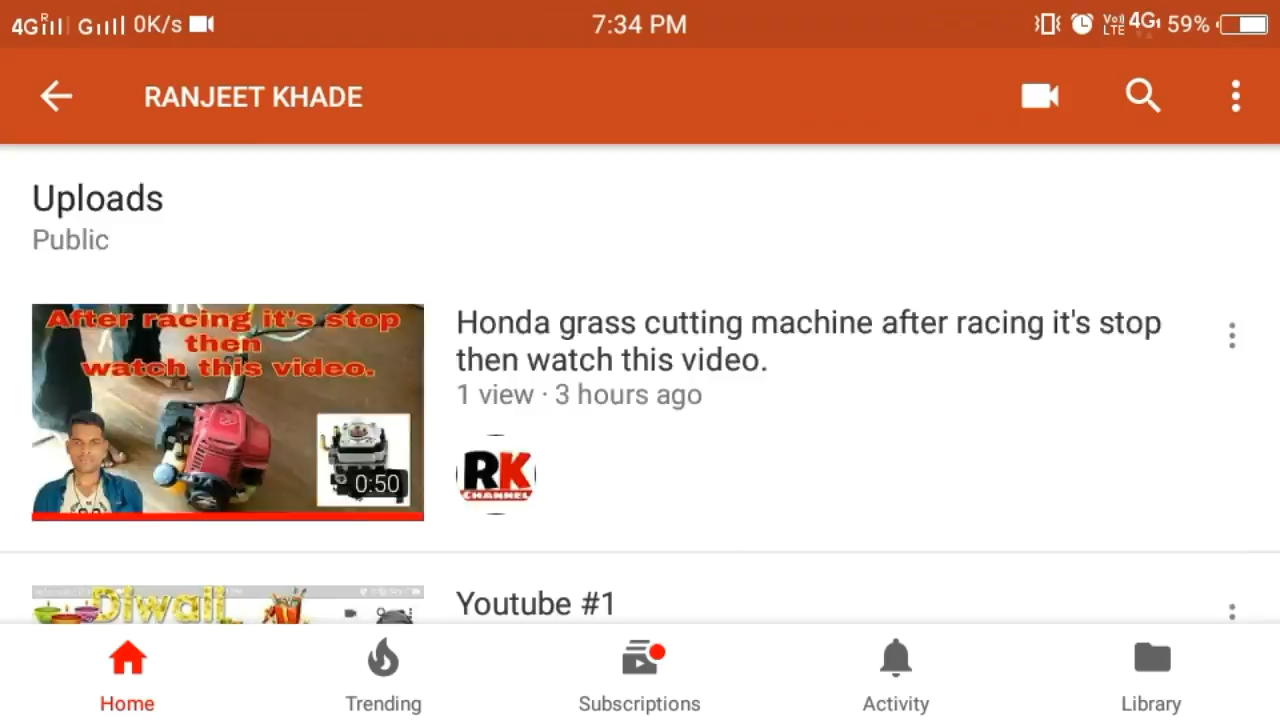 4G R G 0K/s 7:34 PM Vo) LTE 4G 59%
RANJEET KHADE
Uploads
Public
After racing it's stop
then
watch this video.
0:50
Honda grass cutting machine after racing it's stop
then watch this video.
1 view · 3 hours ago
RK
CHANNEL
Diwali
Youtube #1
Home Trending Subscriptions Activity Library